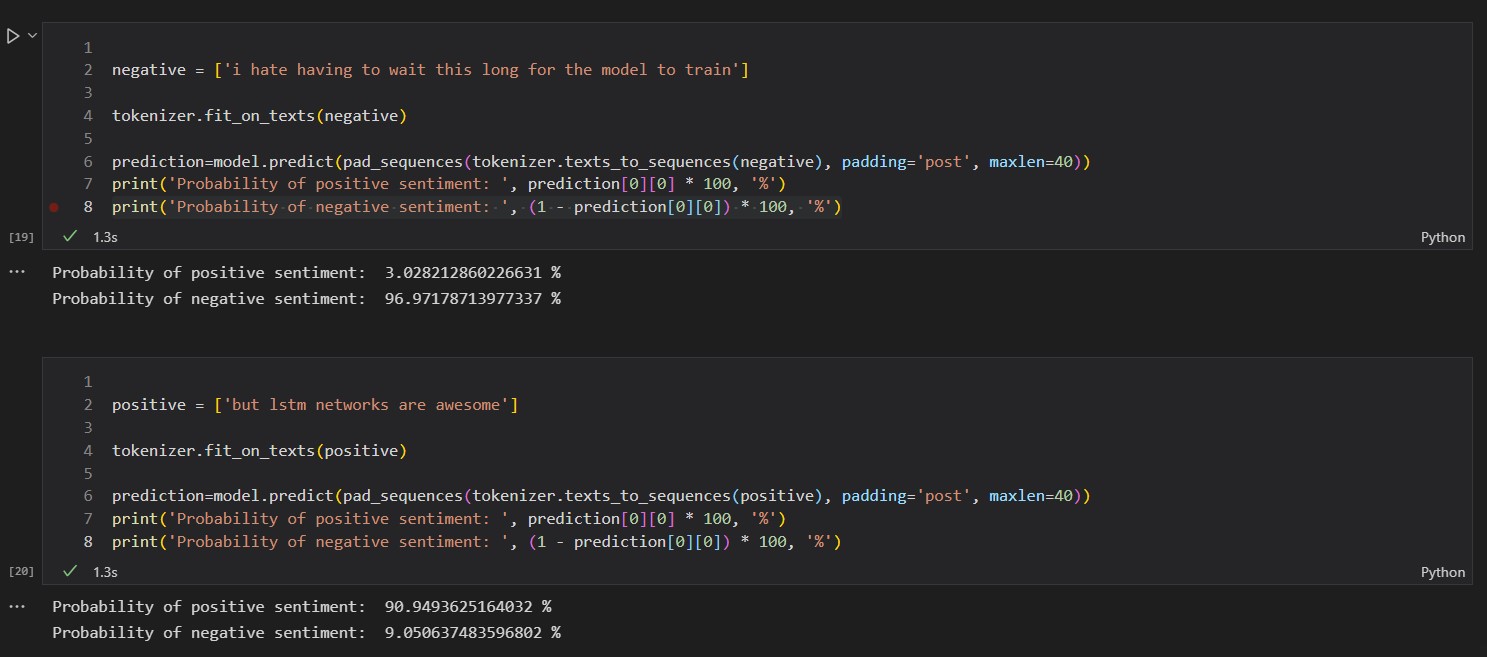 1
2 negative = ['i hate having to wait this long for the model to train']
3
4 tokenizer.fit_on_texts(negative)
5
6 prediction=model.predict(pad_sequences(tokenizer.texts_to_sequences(negative), padding='post', maxlen=40))
7 print('Probability of positive sentiment: ', prediction[0][0] * 100, '%')
8 print('Probability of negative sentiment: ', (1 - prediction[0][0]) * 100, '%')
[19] 1.3s Python
Probability of positive sentiment:  3.028212860226631 %
Probability of negative sentiment:  96.97178713977337 %
1
2 positive = ['but lstm networks are awesome']
3
4 tokenizer.fit_on_texts(positive)
5
6 prediction=model.predict(pad_sequences(tokenizer.texts_to_sequences(positive), padding='post', maxlen=40))
7 print('Probability of positive sentiment: ', prediction[0][0] * 100, '%')
8 print('Probability of negative sentiment: ', (1 - prediction[0][0]) * 100, '%')
[20] 1.3s Python
Probability of positive sentiment:  90.9493625164032 %
Probability of negative sentiment:  9.050637483596802 %